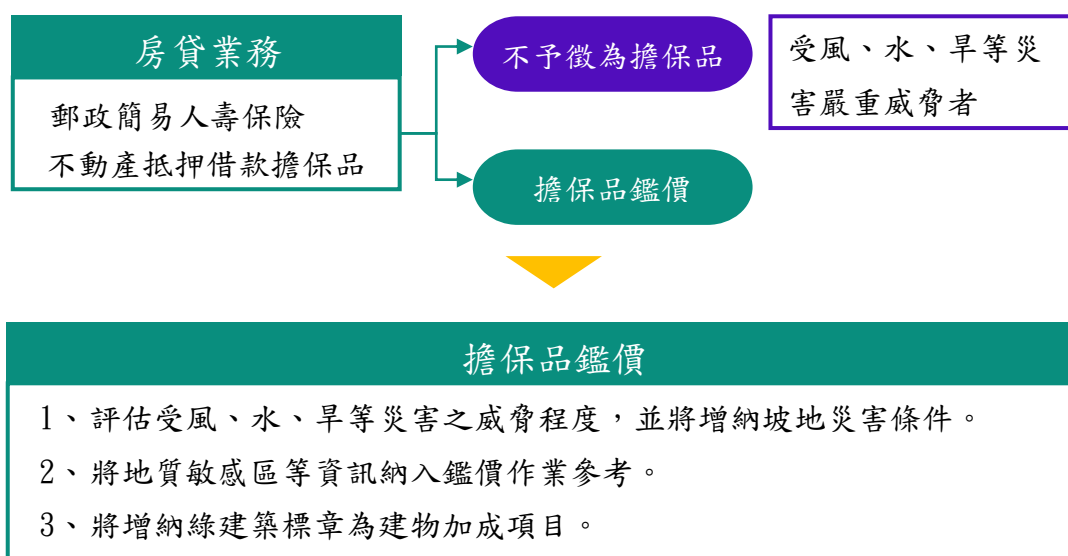 房貸業務
郵政簡易人壽保險
不動產抵押借款擔保品
不予徵為擔保品
受風、水、旱等災
害嚴重威脅者
擔保品鑑價
擔保品鑑價
1、評估受風、水、旱等災害之威脅程度，並將增納坡地災害條件。
2、將地質敏感區等資訊納入鑑價作業參考。
3、將增納綠建築標章為建物加成項目。